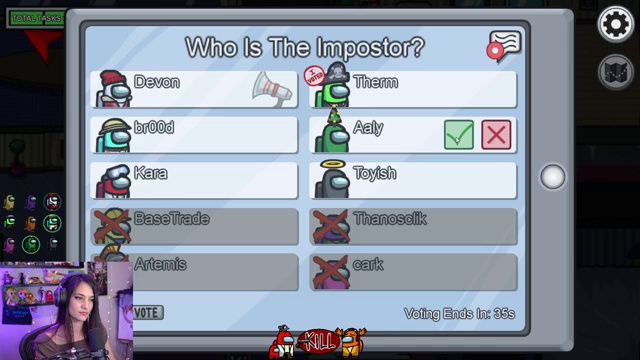 TOTAL TASKS
Who Is The Impostor?
Devon
I VOTED
Therm
br00d
Aaly
Kara
Toyish
BaseTrade
Thanosclik
Artemis
cark
VOTE
Voting Ends In: 35s
KILL